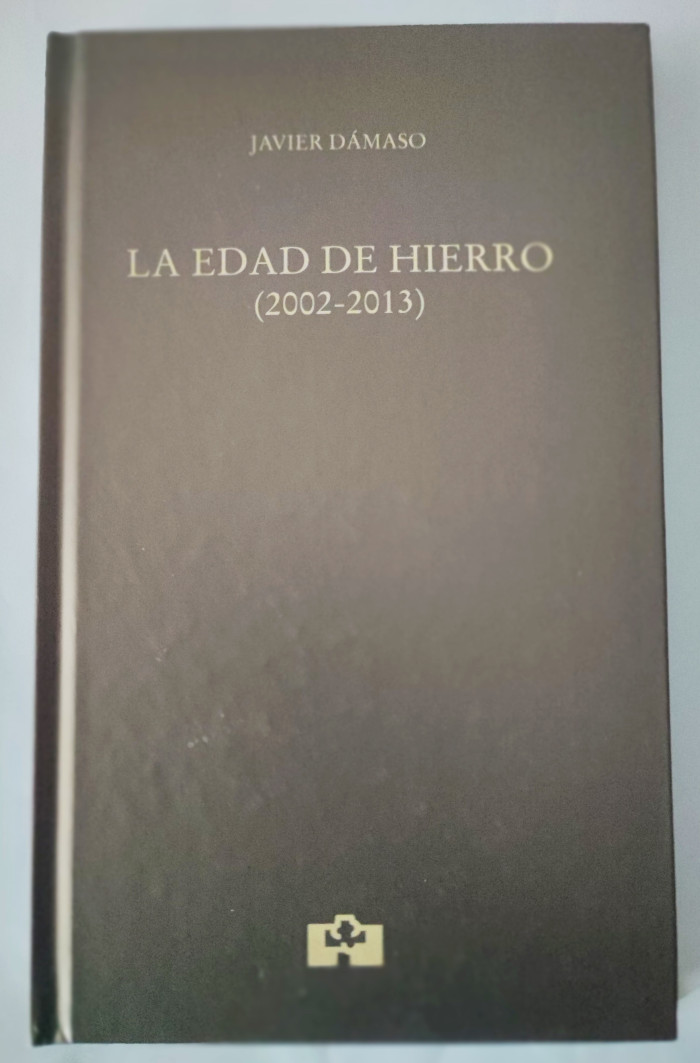 JAVIER DÁMASO
LA EDAD DE HIERRO
(2002-2013)